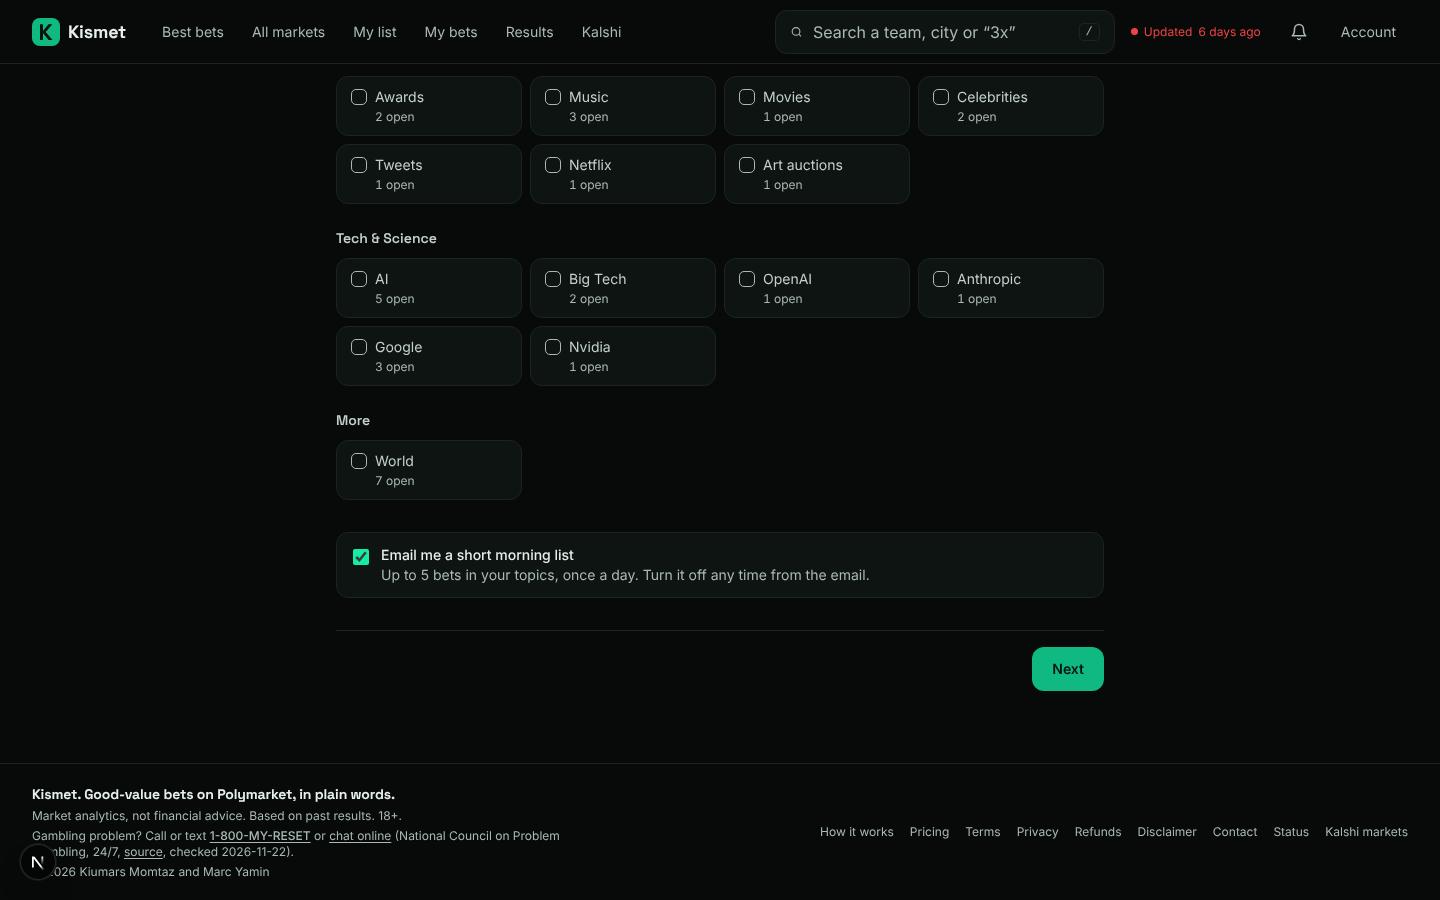 K Kismet Best bets All markets My list My bets Results Kalshi Search a team, city or “3x” / Updated 6 days ago Account
Awards Music Movies Celebrities
2 open 3 open 1 open 2 open
Tweets Netflix Art auctions
1 open 1 open 1 open
Tech & Science
AI Big Tech OpenAI Anthropic
5 open 2 open 1 open 1 open
Google Nvidia
3 open 1 open
More
World
7 open
Email me a short morning list
Up to 5 bets in your topics, once a day. Turn it off any time from the email.
Next
Kismet. Good-value bets on Polymarket, in plain words.
Market analytics, not financial advice. Based on past results. 18+.
Gambling problem? Call or text 1-800-MY-RESET or chat online (National Council on Problem
mbling, 24/7, source, checked 2026-11-22).
026 Kiumars Momtaz and Marc Yamin
How it works Pricing Terms Privacy Refunds Disclaimer Contact Status Kalshi markets
N